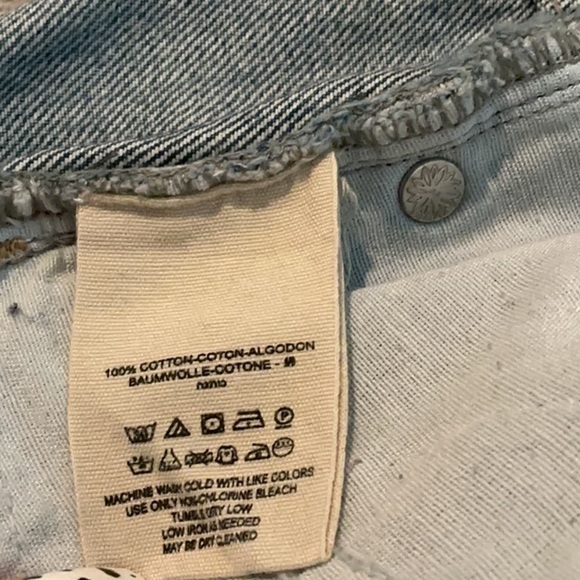 100% COTTON-COTON-ALGODON
BAUMWOLLE-COTONE -
MACHINE WASH COLD WITH LIKE COLORS
USE ONLY NON-CHLORINE BLEACH
TUMBLE DRY LOW
LOW IRON AS NEEDED
MAY BE DRY CLEANED